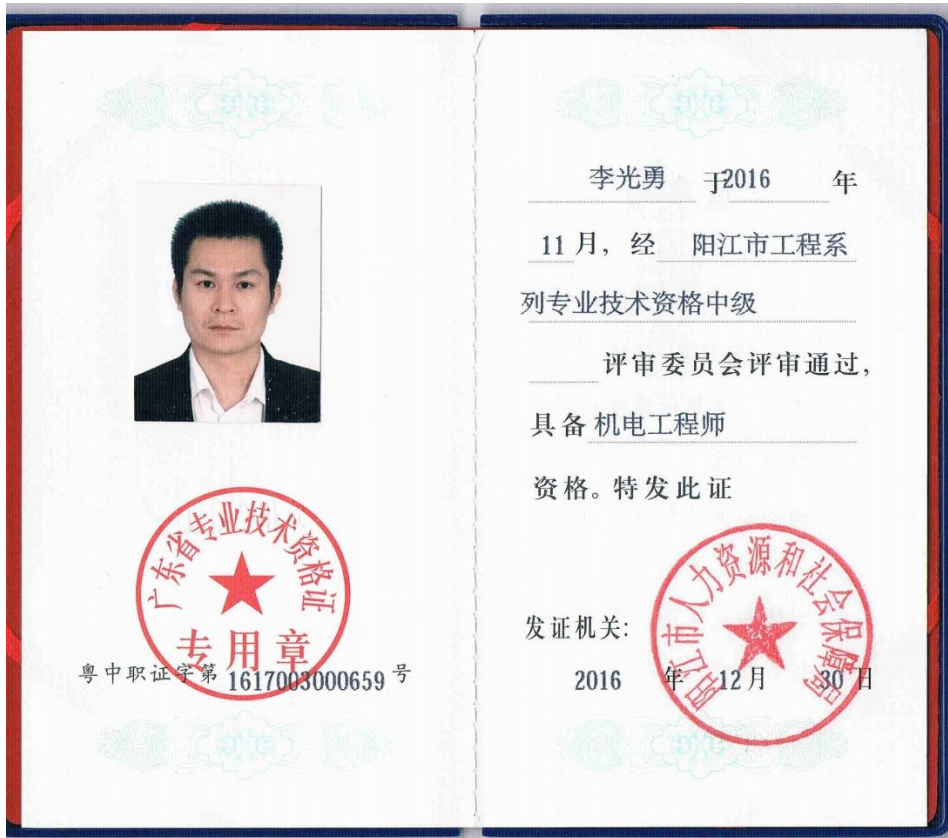 广东省专业技术资格证
专用章
粤中职证字第 1617003000659 号
李光勇 于2016 年
11月，经 阳江市工程系
列专业技术资格中级
评审委员会评审通过，
具备 机电工程师
资格。特发此证
阳江市人力资源和社会保障局
发证机关：
2016 年 12月 30日